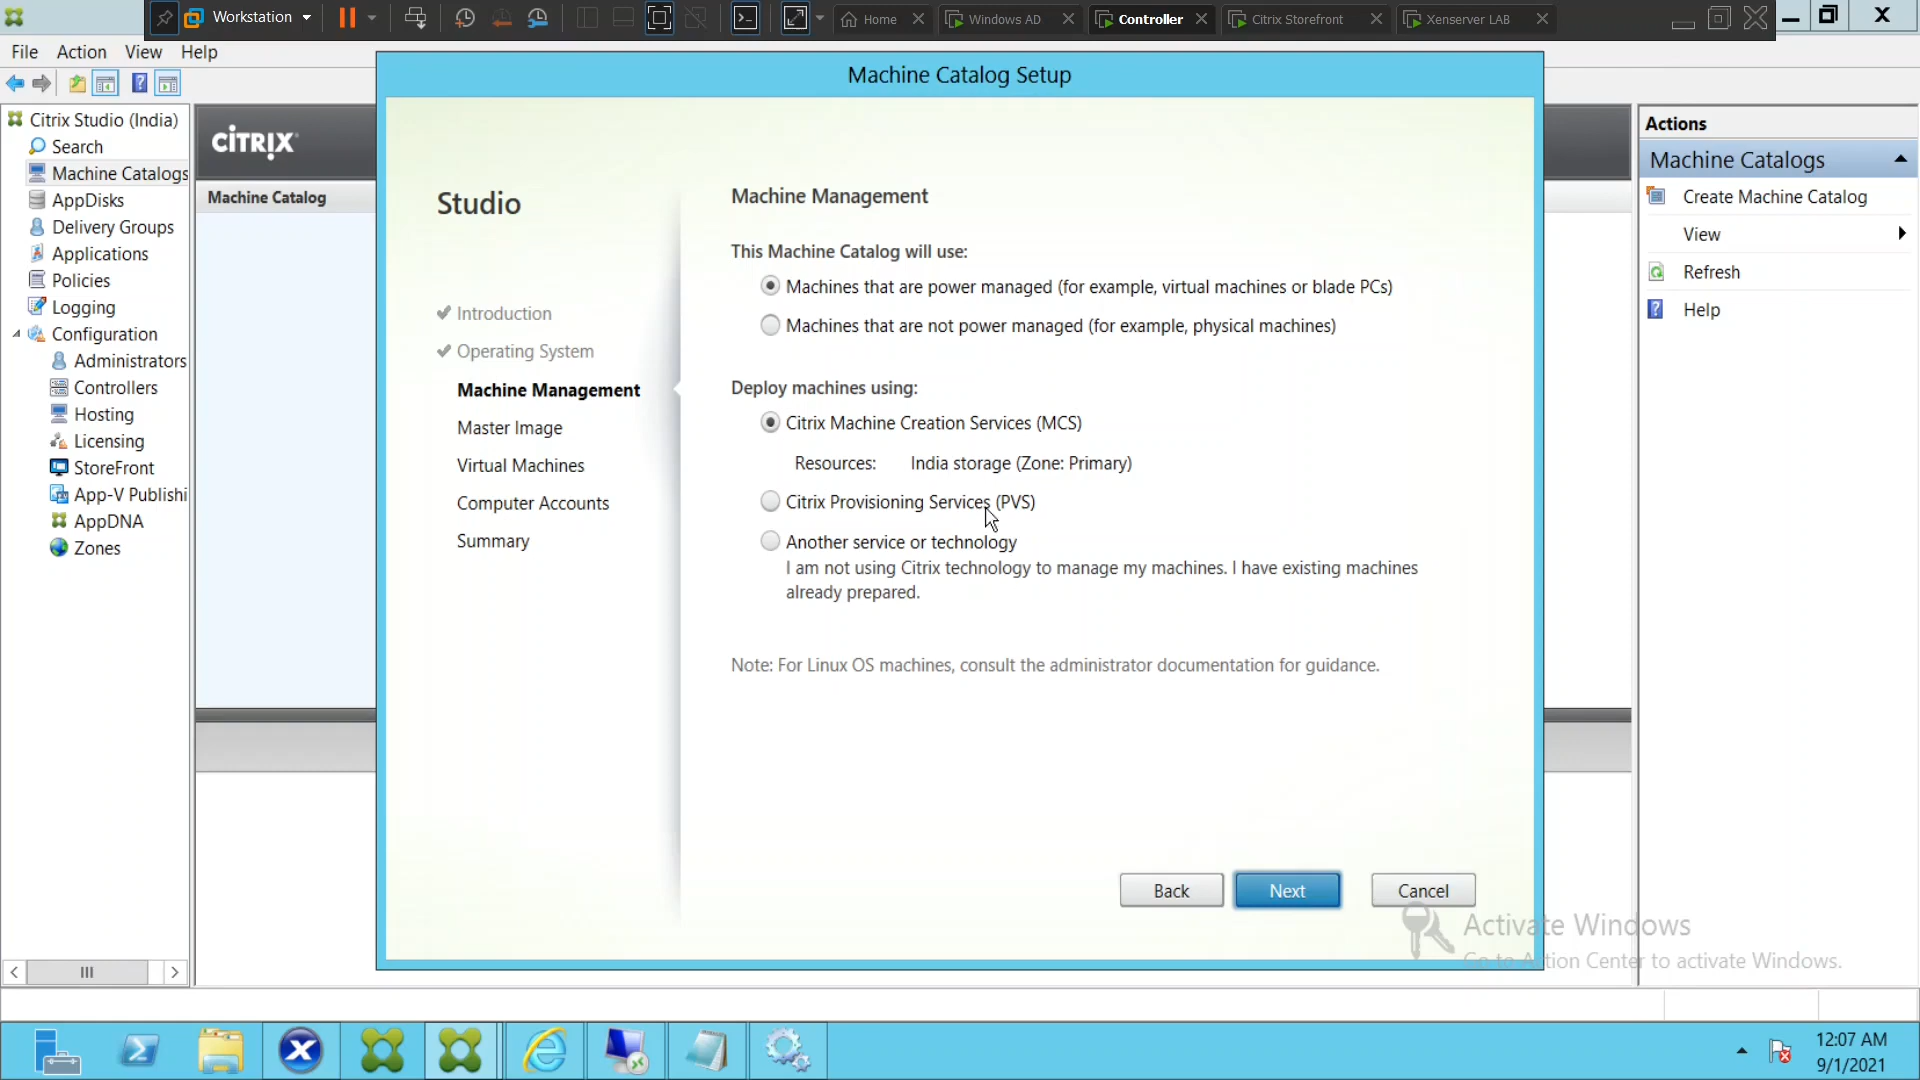 Workstation
Home
Windows AD
Controller
Citrix Storefront
Xenserver LAB
File Action View Help
Machine Catalog Setup
Citrix Studio (India)
Search
Machine Catalogs
AppDisks
Delivery Groups
Applications
Policies
Logging
Configuration
Administrators
Controllers
Hosting
Licensing
StoreFront
App-V Publishi
AppDNA
Zones
CİTRIX
Machine Catalog
Studio
Introduction
Operating System
Machine Management
Master Image
Virtual Machines
Computer Accounts
Summary
Machine Management
This Machine Catalog will use:
Machines that are power managed (for example, virtual machines or blade PCs)
Machines that are not power managed (for example, physical machines)
Deploy machines using:
Citrix Machine Creation Services (MCS)
Resources: India storage (Zone: Primary)
Citrix Provisioning Services (PVS)
Another service or technology
I am not using Citrix technology to manage my machines. I have existing machines
already prepared.
Note: For Linux OS machines, consult the administrator documentation for guidance.
Back
Next
Cancel
Actions
Machine Catalogs
Create Machine Catalog
View
Refresh
Help
Activate Windows
Go to Action Center to activate Windows.
12:07 AM
9/1/2021